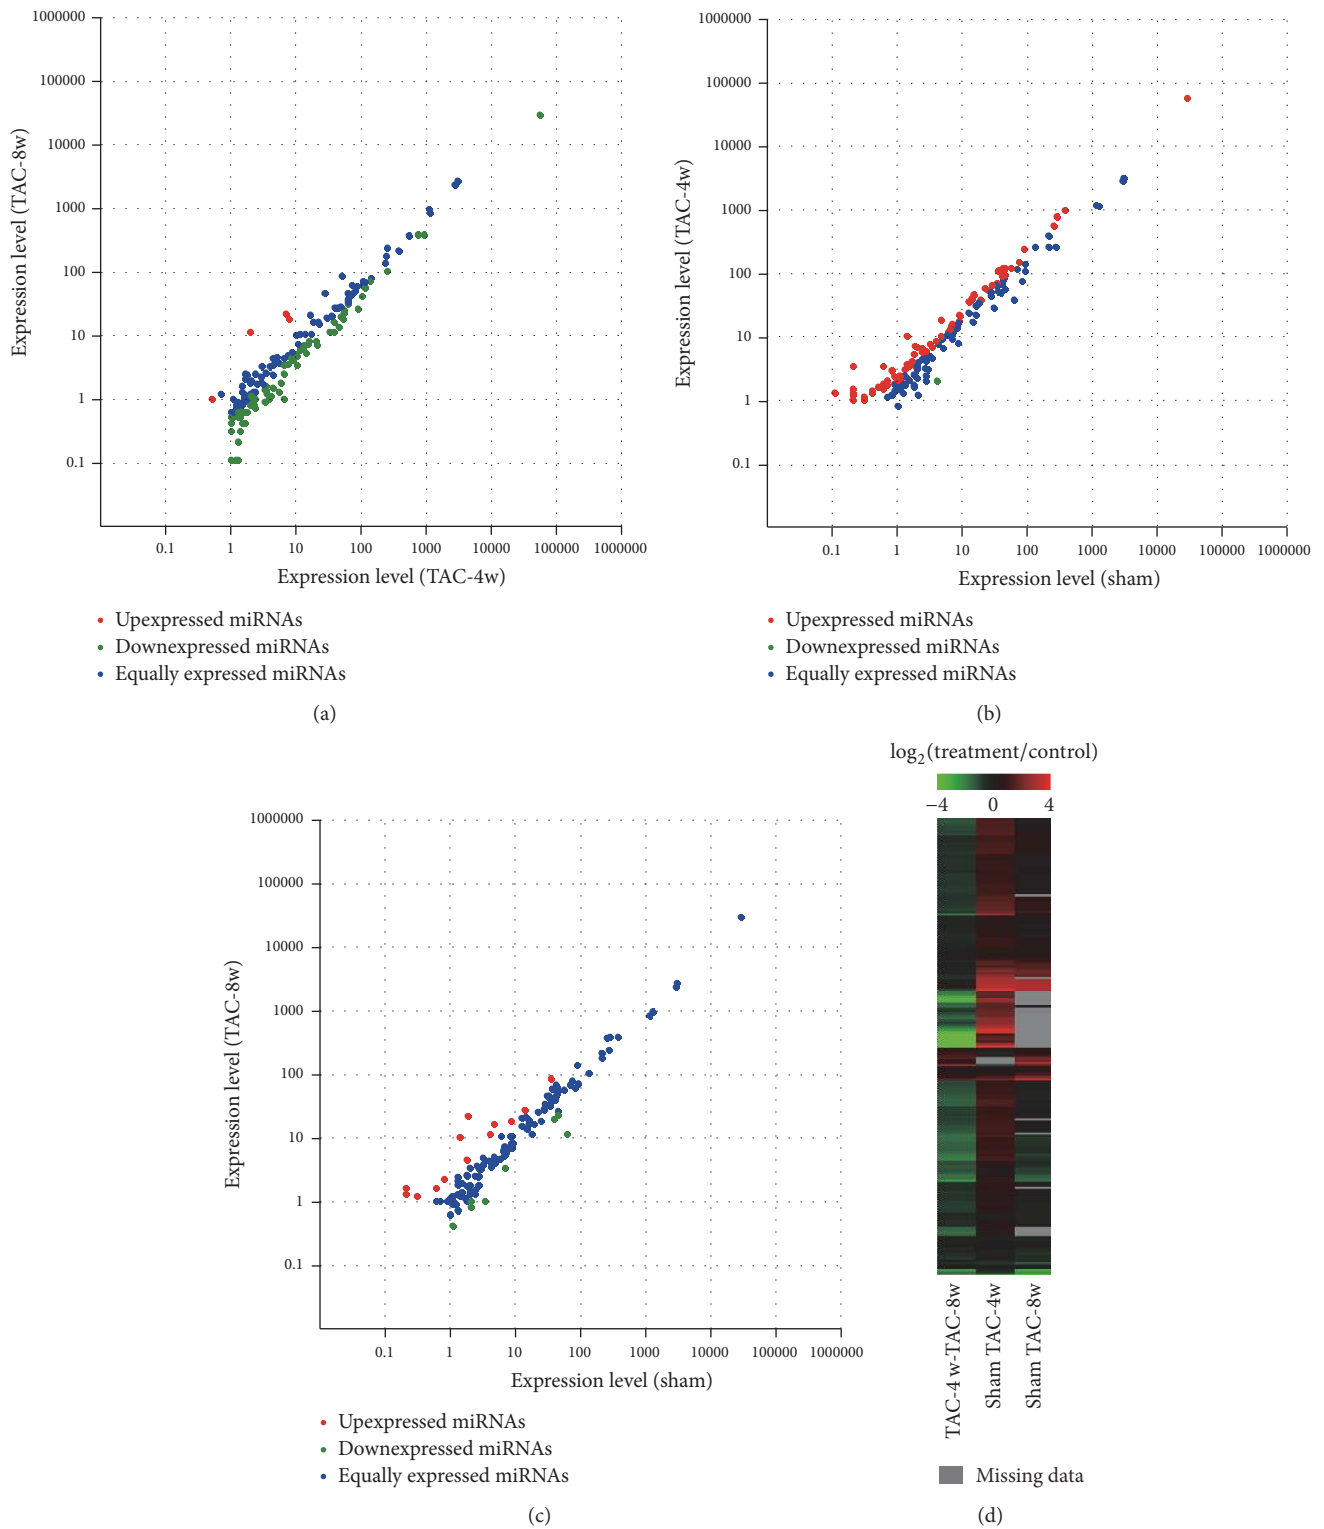 1000000
100000
10000
1000
100
10
1
0.1
Expression level (TAC-8w)
0.1 1 10 100 1000 10000 100000 1000000
Expression level (TAC-4w)
Upexpressed miRNAs
Downexpressed miRNAs
Equally expressed miRNAs
(a)
1000000
100000
10000
1000
100
10
1
0.1
Expression level (TAC-4w)
0.1 1 10 100 1000 10000 100000 1000000
Expression level (sham)
Upexpressed miRNAs
Downexpressed miRNAs
Equally expressed miRNAs
(b)
1000000
100000
10000
1000
100
10
1
0.1
Expression level (TAC-8w)
0.1 1 10 100 1000 10000 100000 1000000
Expression level (sham)
Upexpressed miRNAs
Downexpressed miRNAs
Equally expressed miRNAs
(c)
log₂(treatment/control)
−4 0 4
TAC-4 w-TAC-8w
Sham TAC-4w
Sham TAC-8w
Missing data
(d)